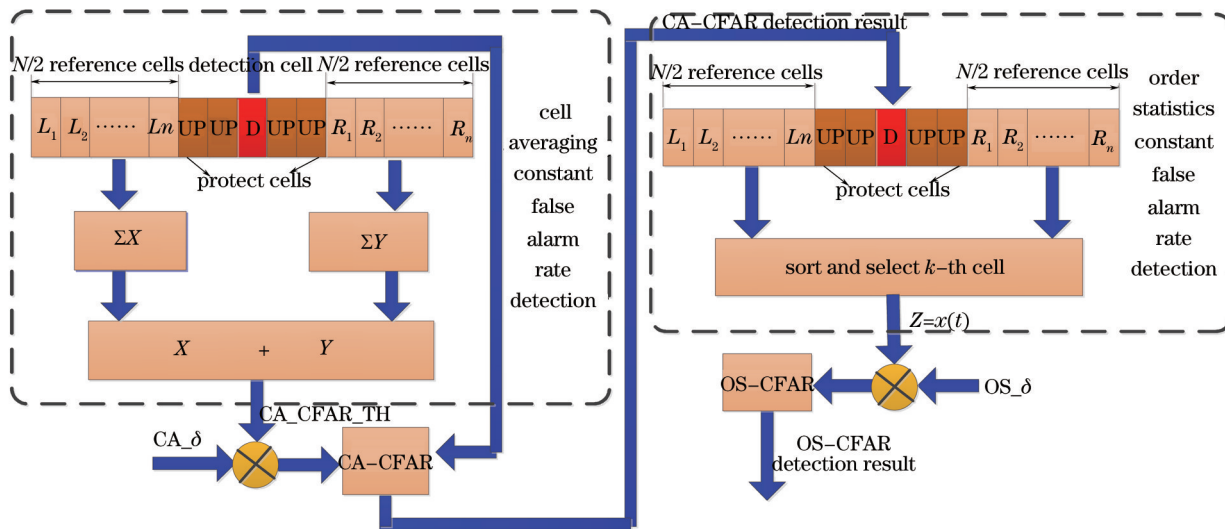 N/2 reference cells detection cell N/2 reference cells
L1 L2 ⋯⋯ Ln UP UP D UP UP R1 R2 ⋯⋯ Rn
protect cells
ΣX ΣY
X + Y
cell
averaging
constant
false
alarm
rate
detection
CA_CFAR_TH
CA_δ
CA-CFAR
CA-CFAR detection result
N/2 reference cells N/2 reference cells
L1 L2 ⋯⋯ Ln UP UP D UP UP R1 R2 ⋯⋯ Rn
protect cells
sort and select k-th cell
order
statistics
constant
false
alarm
rate
detection
Z=x(t)
OS-CFAR
OS_δ
OS-CFAR
detection result